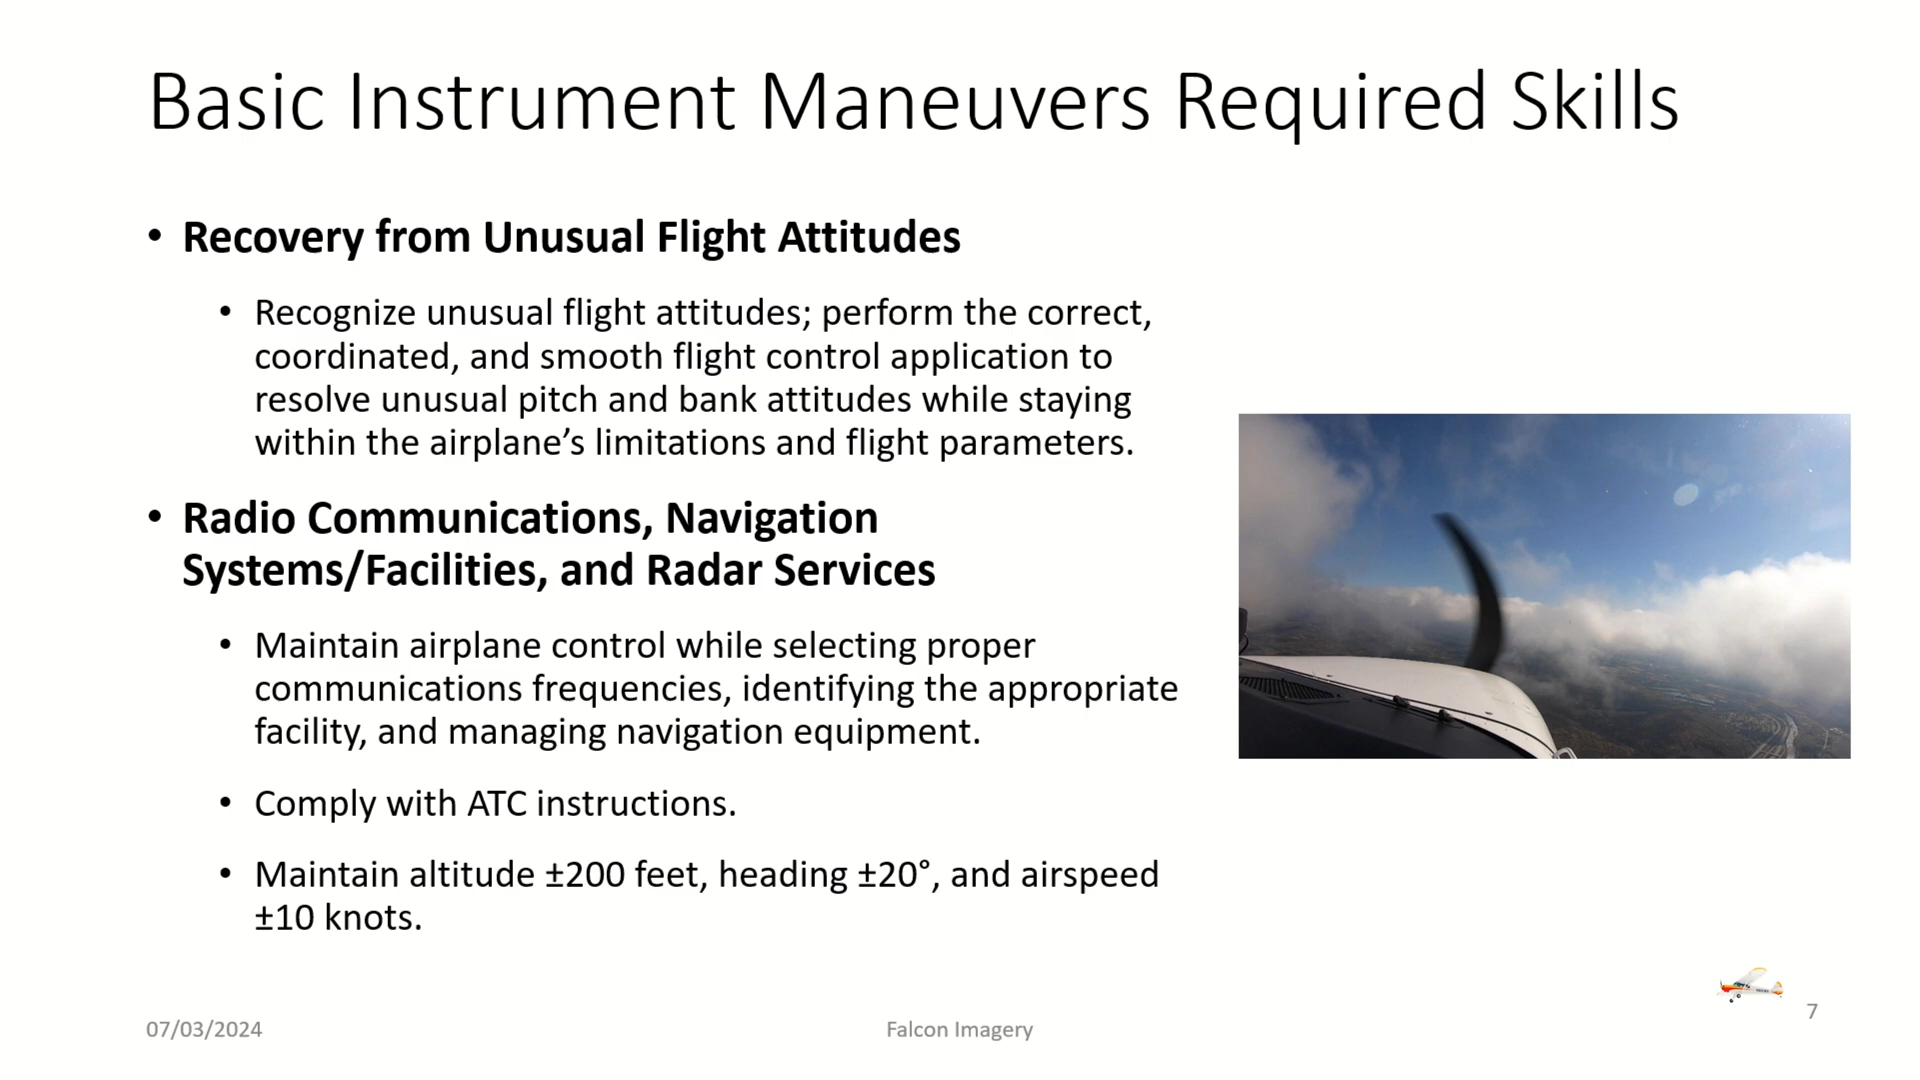 Basic Instrument Maneuvers Required Skills
• Recovery from Unusual Flight Attitudes
• Recognize unusual flight attitudes; perform the correct,
coordinated, and smooth flight control application to
resolve unusual pitch and bank attitudes while staying
within the airplane’s limitations and flight parameters.
• Radio Communications, Navigation
Systems/Facilities, and Radar Services
• Maintain airplane control while selecting proper
communications frequencies, identifying the appropriate
facility, and managing navigation equipment.
• Comply with ATC instructions.
• Maintain altitude ±200 feet, heading ±20°, and airspeed
±10 knots.
07/03/2024
Falcon Imagery
7